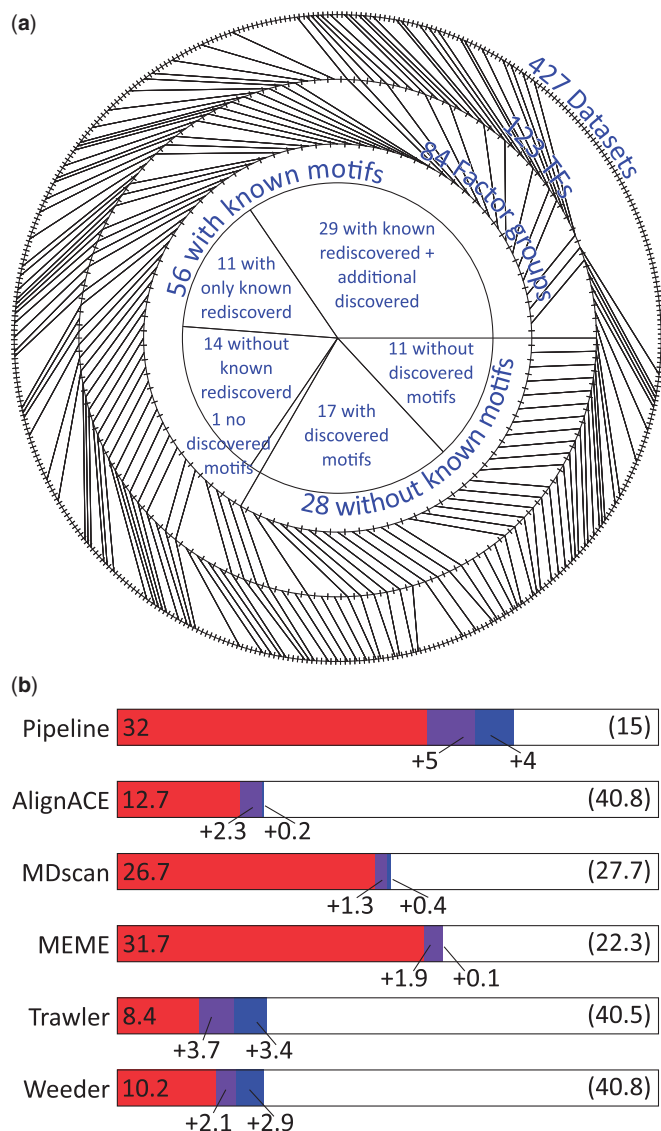 (a)
427 Datasets
123 TFs
84 Factor groups
56 with known motifs
29 with known
rediscovered +
additional
discovered
11 with
only known
rediscoverd
14 without
known
rediscoverd
1 no
discovered
motifs
17 with
discovered
motifs
11 without
discovered
motifs
28 without known motifs
(b)
Pipeline 32 (15)
+5 +4
AlignACE 12.7 (40.8)
+2.3 +0.2
MDscan 26.7 (27.7)
+1.3 +0.4
MEME 31.7 (22.3)
+1.9 +0.1
Trawler 8.4 (40.5)
+3.7 +3.4
Weeder 10.2 (40.8)
+2.1 +2.9